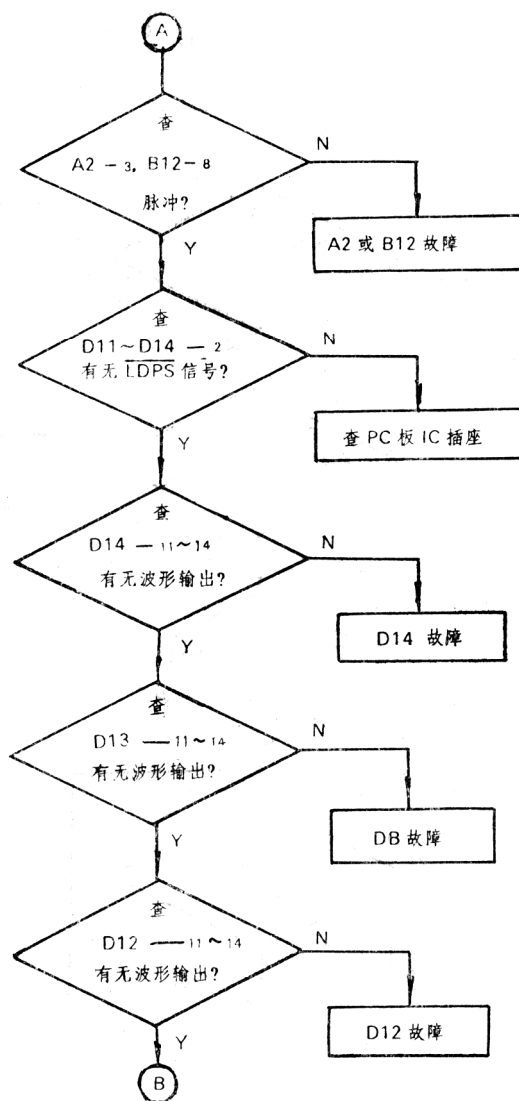 A
查
A2 - 3, B12 - 8
脉冲?
N
A2 或 B12 故障
Y
查
D11~D14 — 2
有无 L̅D̅P̅S̅ 信号?
N
查 PC 板 IC 插座
Y
查
D14 — 11~14
有无波形输出?
N
D14 故障
Y
查
D13 — 11~14
有无波形输出?
N
DB 故障
Y
查
D12 — 11~14
有无波形输出?
N
D12 故障
Y
B